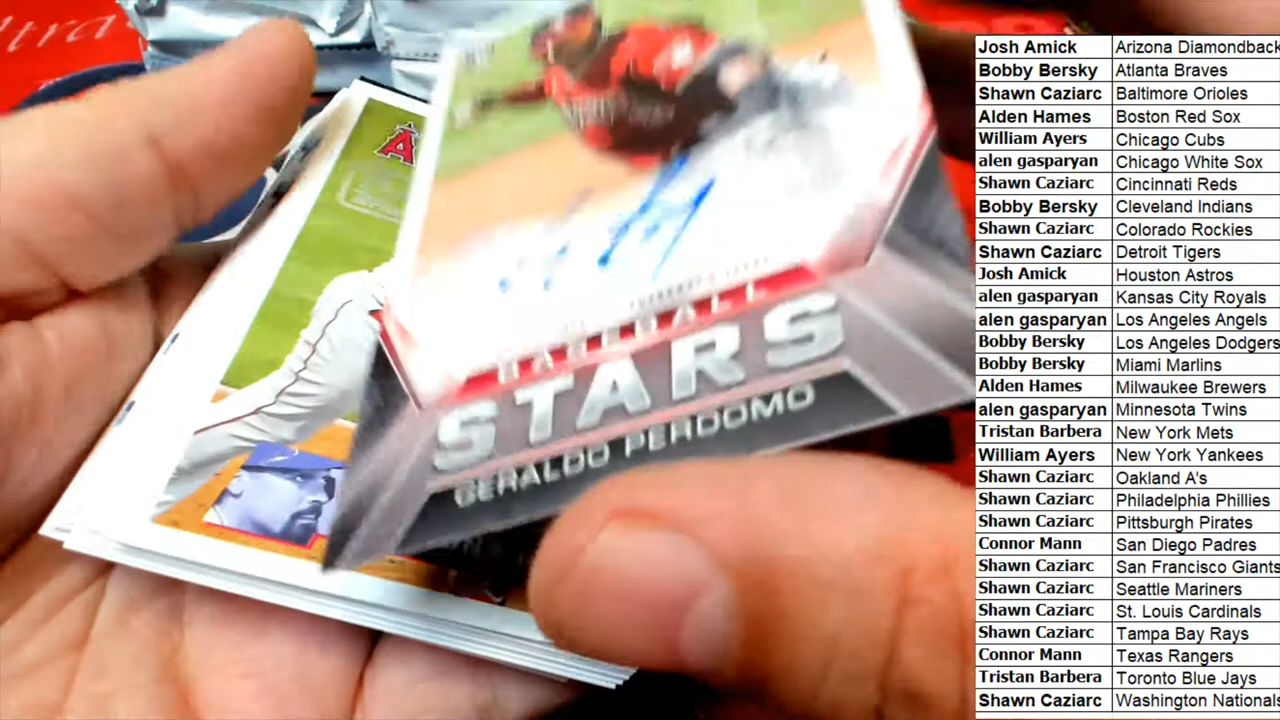 tra
A
BASEBALL
STARS
GERALDO PERDOMO
Josh Amick Arizona Diamondback
Bobby Bersky Atlanta Braves
Shawn Caziarc Baltimore Orioles
Alden Hames Boston Red Sox
William Ayers Chicago Cubs
alen gasparyan Chicago White Sox
Shawn Caziarc Cincinnati Reds
Bobby Bersky Cleveland Indians
Shawn Caziarc Colorado Rockies
Shawn Caziarc Detroit Tigers
Josh Amick Houston Astros
alen gasparyan Kansas City Royals
alen gasparyan Los Angeles Angels
Bobby Bersky Los Angeles Dodgers
Bobby Bersky Miami Marlins
Alden Hames Milwaukee Brewers
alen gasparyan Minnesota Twins
Tristan Barbera New York Mets
William Ayers New York Yankees
Shawn Caziarc Oakland A's
Shawn Caziarc Philadelphia Phillies
Shawn Caziarc Pittsburgh Pirates
Connor Mann San Diego Padres
Shawn Caziarc San Francisco Giants
Shawn Caziarc Seattle Mariners
Shawn Caziarc St. Louis Cardinals
Shawn Caziarc Tampa Bay Rays
Connor Mann Texas Rangers
Tristan Barbera Toronto Blue Jays
Shawn Caziarc Washington Nationals